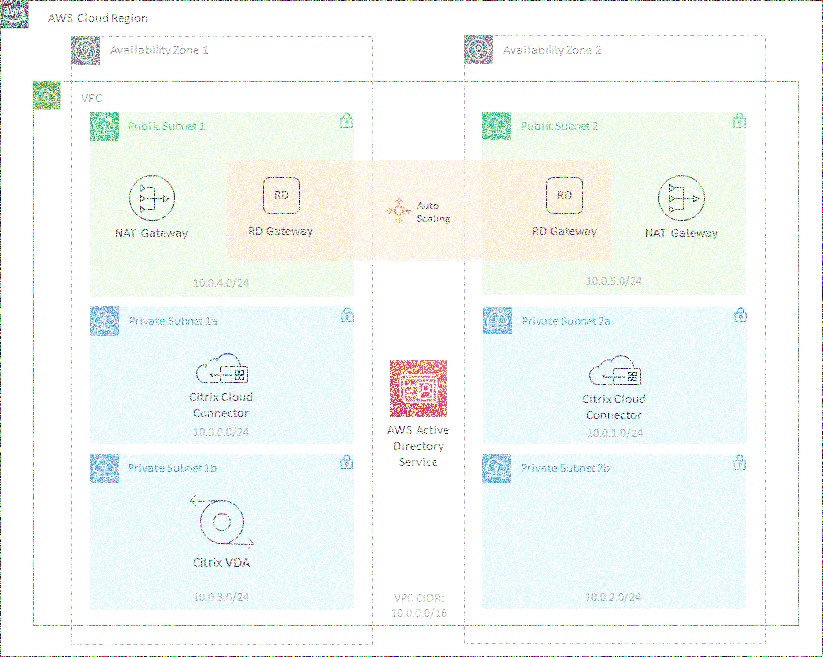 AWS Cloud Region
Availability Zone 1
Availability Zone 2
VPC
Public Subnet 1
Public Subnet 2
RD
RD
Auto
Scaling
NAT Gateway
RD Gateway
RD Gateway
NAT Gateway
10.0.4.0/24
10.0.5.0/24
Private Subnet 1a
Private Subnet 2a
Citrix Cloud
Connector
10.0.0.0/24
Citrix Cloud
Connector
10.0.1.0/24
AWS Active
Directory
Service
Private Subnet 1b
Private Subnet 2b
Citrix VDA
10.0.3.0/24
10.0.2.0/24
VPC CIDR:
10.0.0.0/16